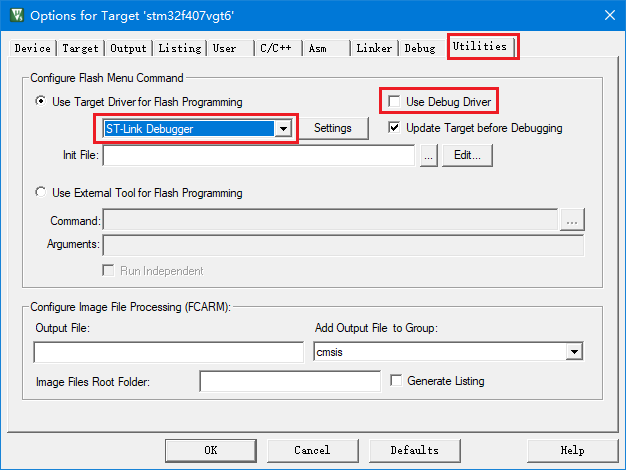 Options for Target 'stm32f407vgt6'
Device Target Output Listing User C/C++ Asm Linker Debug Utilities
Configure Flash Menu Command
Use Target Driver for Flash Programming
Use Debug Driver
ST-Link Debugger
Settings
Update Target before Debugging
Init File:
...
Edit...
Use External Tool for Flash Programming
Command:
...
Arguments:
Run Independent
Configure Image File Processing (FCARM):
Output File:
Add Output File to Group:
cmsis
Image Files Root Folder:
Generate Listing
OK
Cancel
Defaults
Help